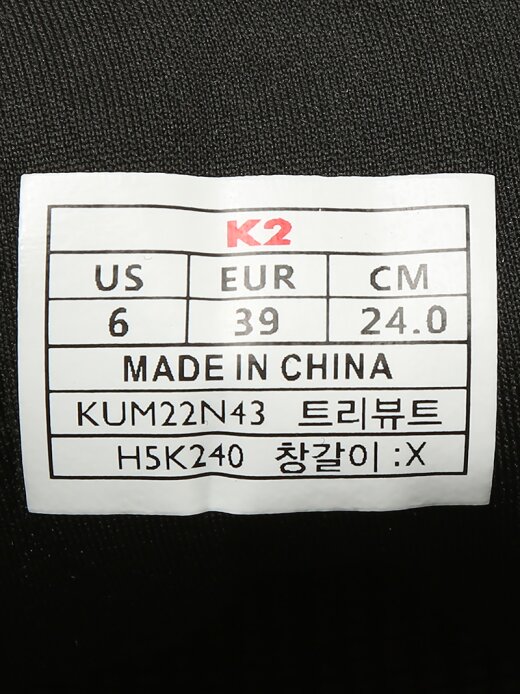 K2
US EUR CM
6 39 24.0
MADE IN CHINA
KUM22N43 트리뷰트
H5K240 창갈이 :X